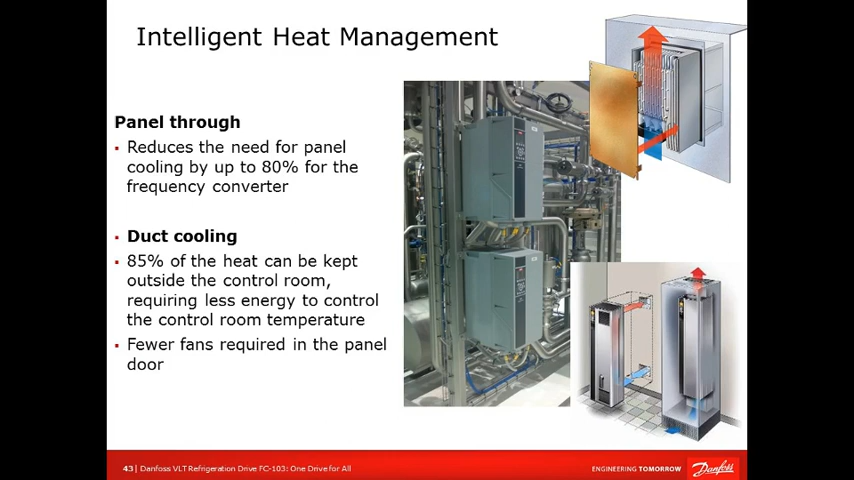 Intelligent Heat Management
Panel through
▪ Reduces the need for panel
cooling by up to 80% for the
frequency converter
▪ Duct cooling
▪ 85% of the heat can be kept
outside the control room,
requiring less energy to control
the control room temperature
▪ Fewer fans required in the panel
door
43 | Danfoss VLT Refrigeration Drive FC-103: One Drive for All
ENGINEERING TOMORROW
Danfoss